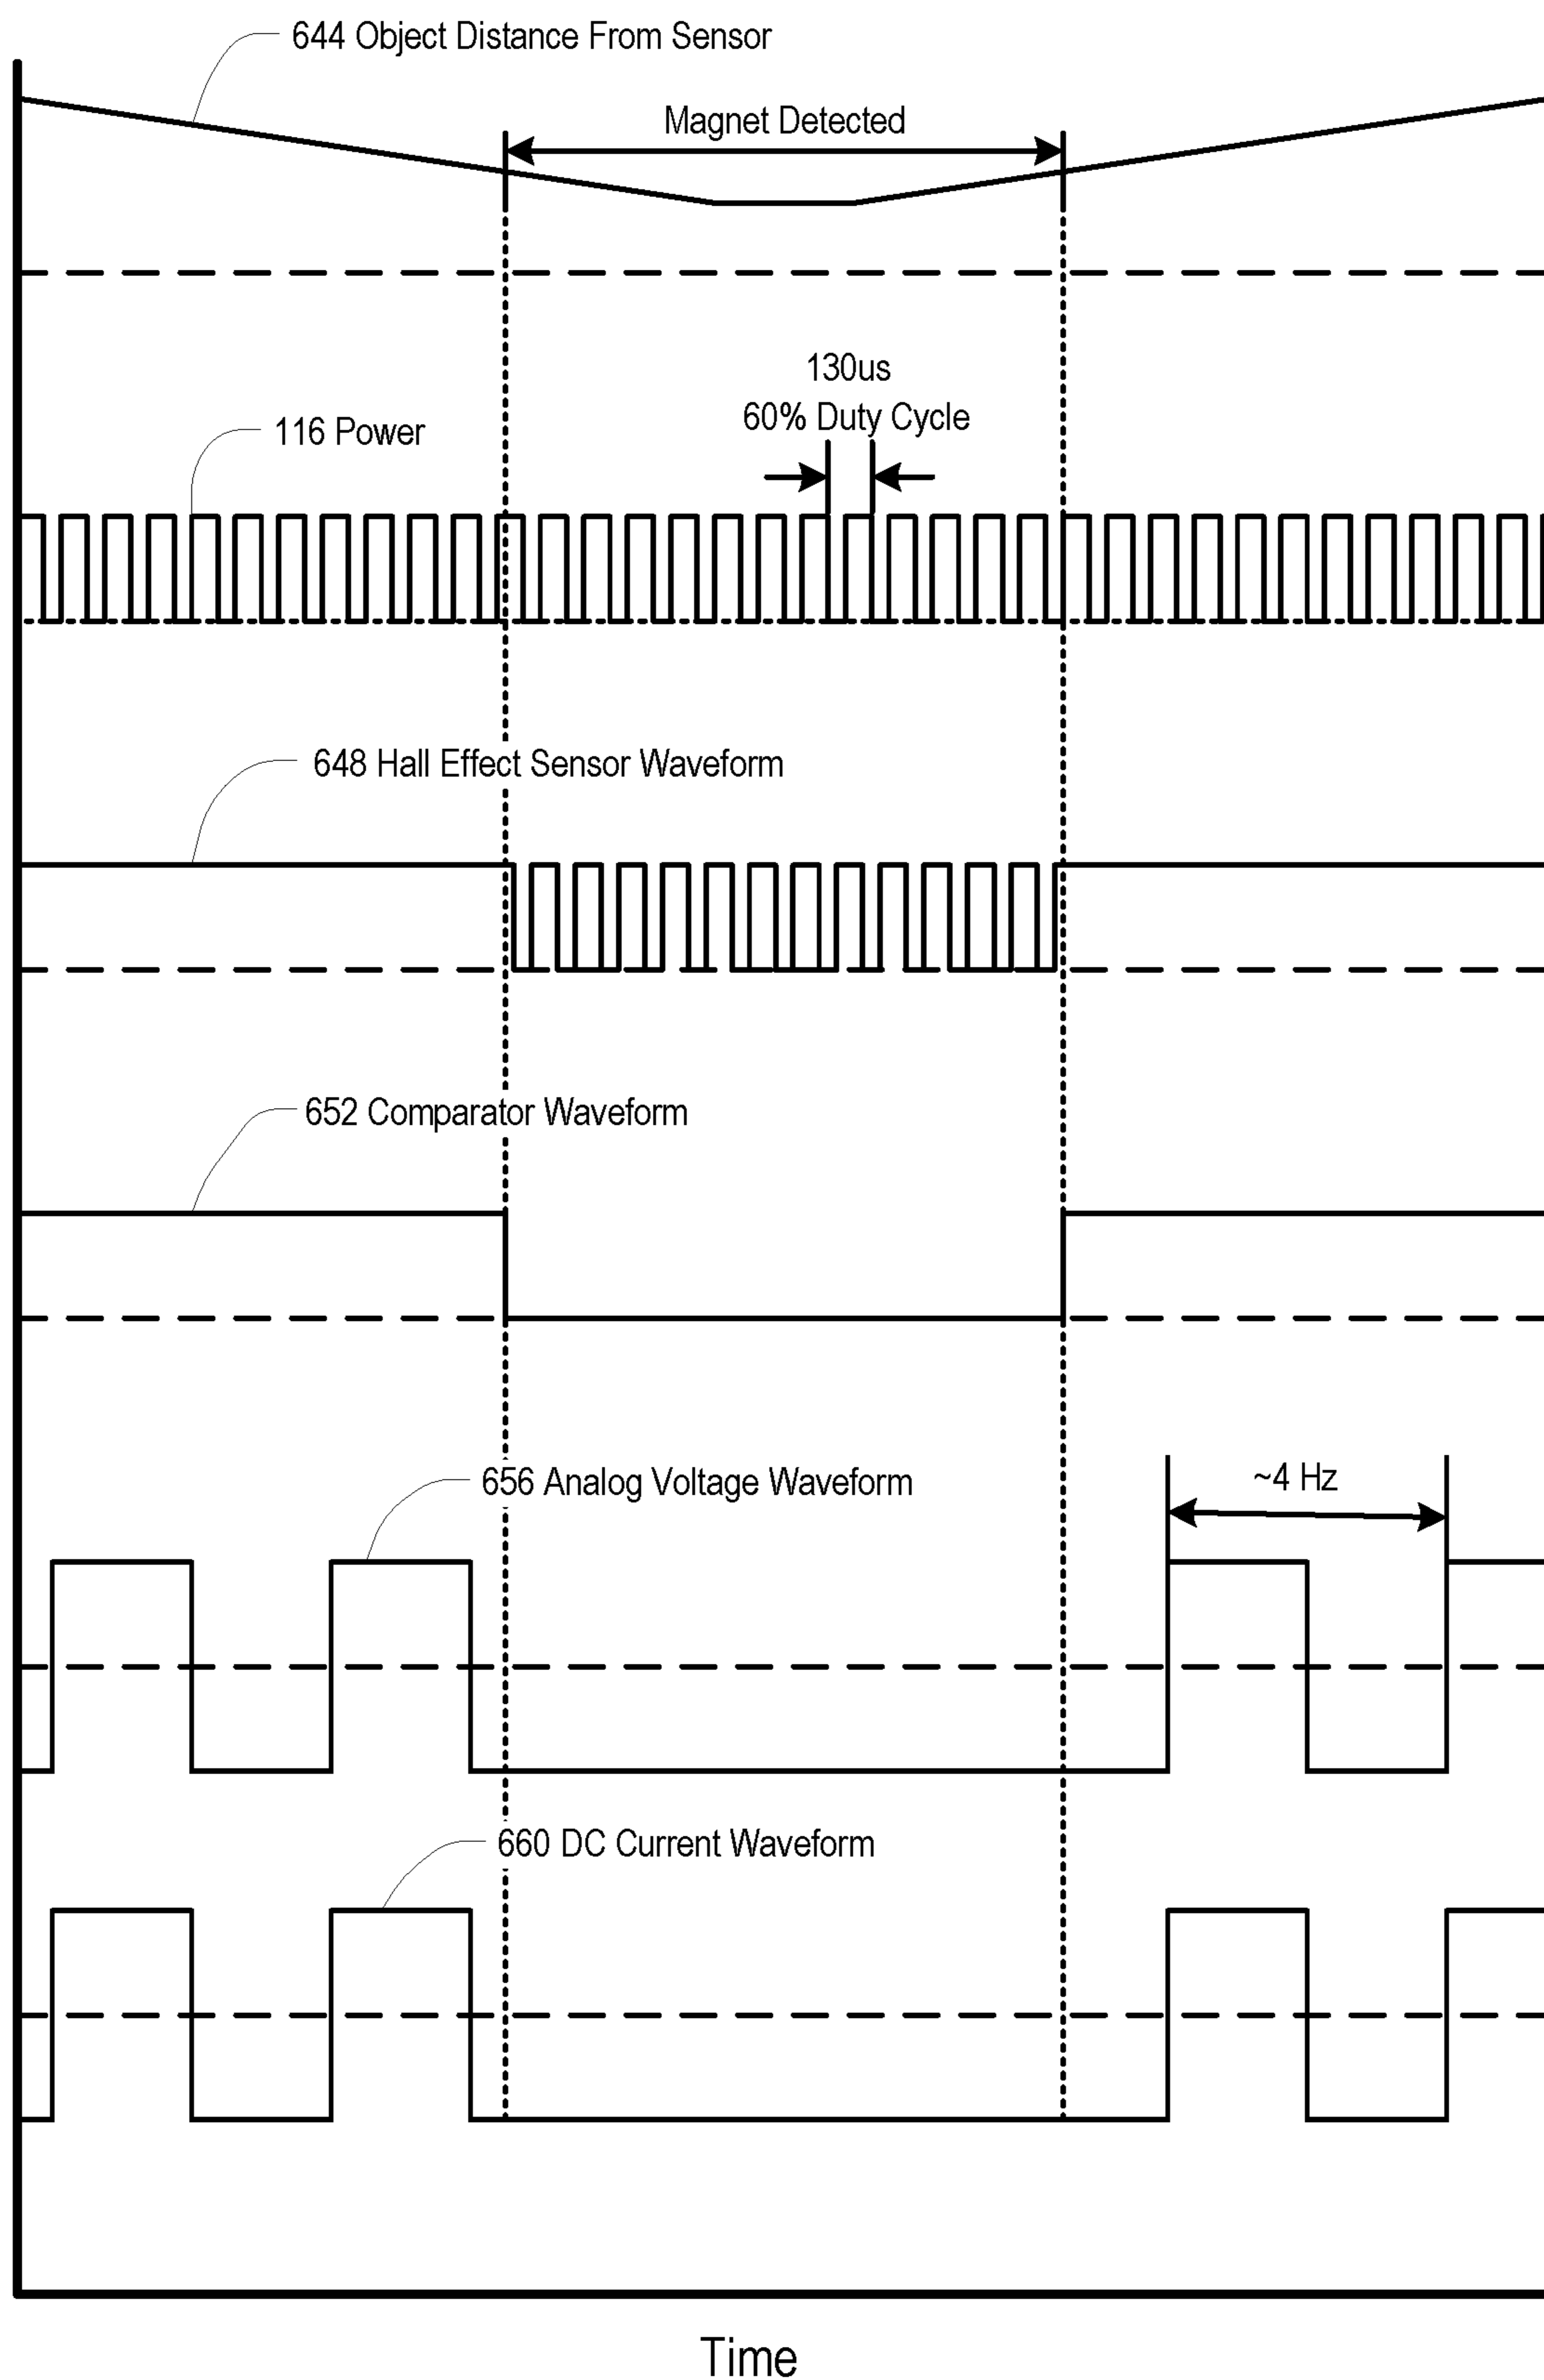 644 Object Distance From Sensor
Magnet Detected
130us
60% Duty Cycle
116 Power
648 Hall Effect Sensor Waveform
652 Comparator Waveform
656 Analog Voltage Waveform
~4 Hz
660 DC Current Waveform
Time